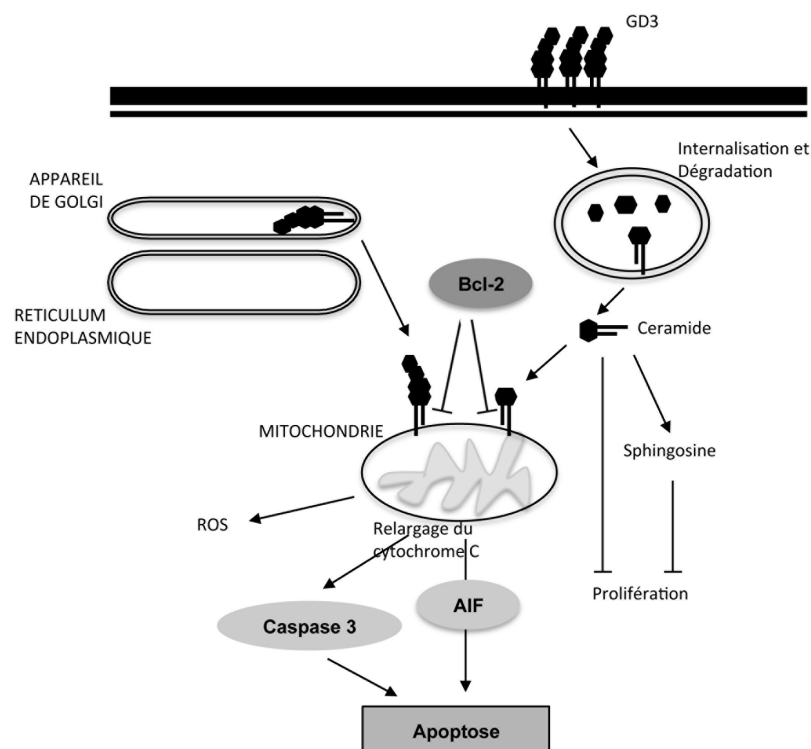 GD3
Internalisation et
Dégradation
APPAREIL
DE GOLGI
Bcl-2
RETICULUM
ENDOPLASMIQUE
Ceramide
MITOCHONDRIE
Sphingosine
ROS
Relargage du
cytochrome C
Prolifération
AIF
Caspase 3
Apoptose